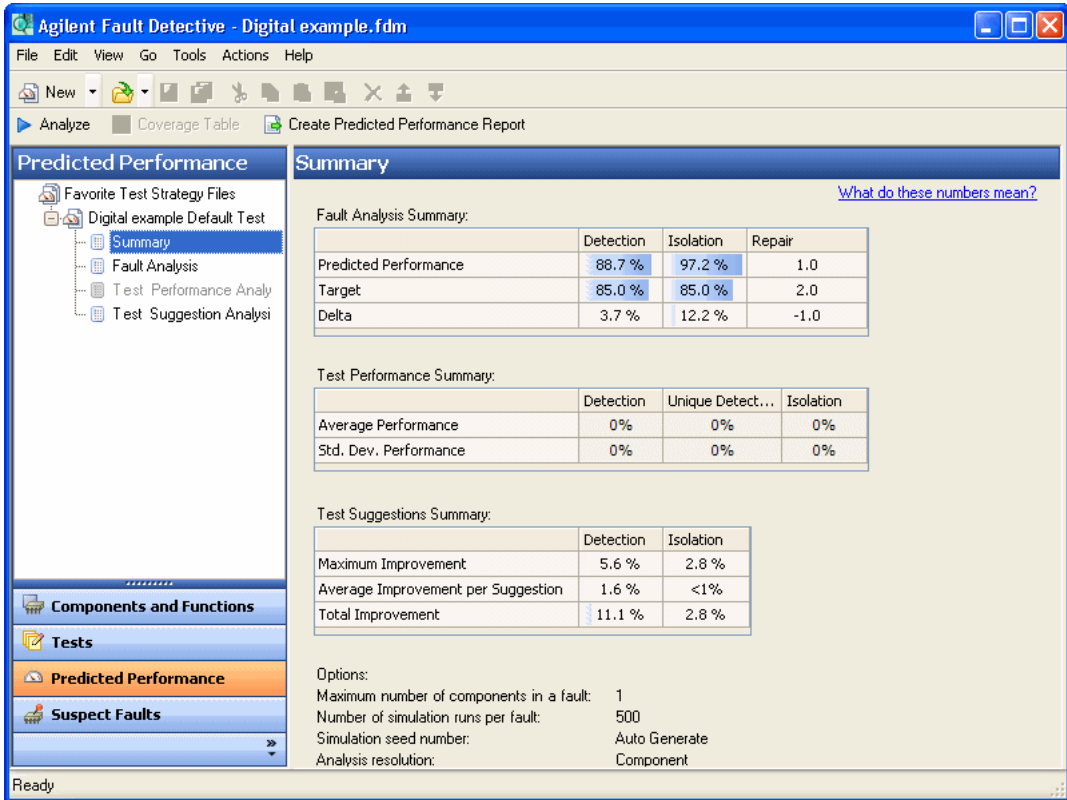 Agilent Fault Detective - Digital example.fdm
File Edit View Go Tools Actions Help
New
Analyze Coverage Table Create Predicted Performance Report
Predicted Performance
Favorite Test Strategy Files
Digital example Default Test
Summary
Fault Analysis
Test Performance Analy
Test Suggestion Analysi
Components and Functions
Tests
Predicted Performance
Suspect Faults
»
Summary
What do these numbers mean?
Fault Analysis Summary:
Detection Isolation Repair
Predicted Performance 88.7 % 97.2 % 1.0
Target 85.0 % 85.0 % 2.0
Delta 3.7 % 12.2 % -1.0
Test Performance Summary:
Detection Unique Detect... Isolation
Average Performance 0% 0% 0%
Std. Dev. Performance 0% 0% 0%
Test Suggestions Summary:
Detection Isolation
Maximum Improvement 5.6 % 2.8 %
Average Improvement per Suggestion 1.6 % <1%
Total Improvement 11.1 % 2.8 %
Options:
Maximum number of components in a fault: 1
Number of simulation runs per fault: 500
Simulation seed number: Auto Generate
Analysis resolution: Component
Ready